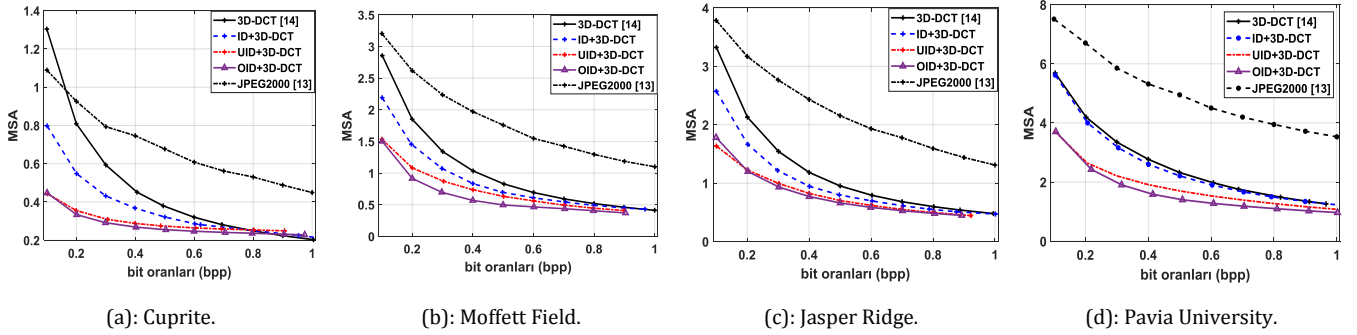 1.4
1.2
1
0.8
0.6
0.4
0.2
MSA
0.2 0.4 0.6 0.8 1
bit oranları (bpp)
3D-DCT [14]
ID+3D-DCT
UID+3D-DCT
OID+3D-DCT
JPEG2000 [13]
(a): Cuprite.
3.5
3
2.5
2
1.5
1
0.5
0
MSA
0.2 0.4 0.6 0.8 1
bit oranları (bpp)
3D-DCT [14]
ID+3D-DCT
UID+3D-DCT
OID+3D-DCT
JPEG2000 [13]
(b): Moffett Field.
4
3
2
1
0
MSA
0.2 0.4 0.6 0.8 1
bit oranları (bpp)
3D-DCT [14]
ID+3D-DCT
UID+3D-DCT
OID+3D-DCT
JPEG2000 [13]
(c): Jasper Ridge.
8
6
4
2
0
MSA
0.2 0.4 0.6 0.8 1
bit oranları (bpp)
3D-DCT [14]
ID+3D-DCT
UID+3D-DCT
OID+3D-DCT
JPEG2000 [13]
(d): Pavia University.